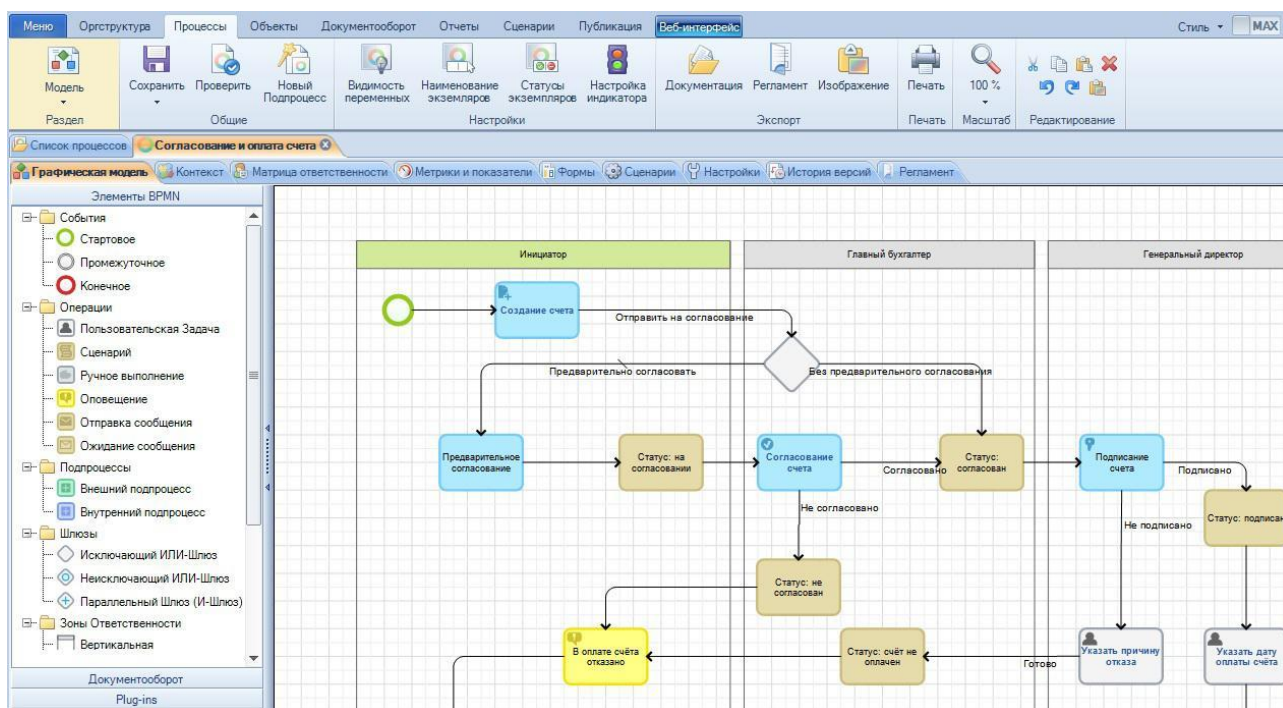 Меню Оргструктура Процессы Объекты Документооборот Отчеты Сценарии Публикация Веб-интерфейс Стиль MAX
Модель Сохранить Проверить Новый Подпроцесс Видимость переменных Наименование экземпляров Статусы экземпляров Настройка индикатора Документация Регламент Изображение Печать 100 %
Раздел Общие Настройки Экспорт Печать Масштаб Редактирование
Список процессов Согласование и оплата счета
Графическая модель Контекст Матрица ответственности Метрики и показатели Формы Сценарии Настройки История версий Регламент
Элементы BPMN
События
Стартовое
Промежуточное
Конечное
Операции
Пользовательская Задача
Сценарий
Ручное выполнение
Оповещение
Отправка сообщения
Ожидание сообщения
Подпроцессы
Внешний подпроцесс
Внутренний подпроцесс
Шлюзы
Исключающий ИЛИ-Шлюз
Неисключающий ИЛИ-Шлюз
Параллельный Шлюз (И-Шлюз)
Зоны Ответственности
Вертикальная
Документооборот
Plug-ins
Инициатор Главный бухгалтер Генеральный директор
Создание счета
Отправить на согласование
Предварительно согласовать
Без предварительного согласования
Предварительное
согласование
Статус: на
согласовании
Согласование
счета
Согласовано
Статус:
согласован
Подписание
счета
Подписано
Не согласовано
Не подписано
Статус: подписан
Статус: не
согласован
В оплате счёта
отказано
Статус: счёт не
оплачен
Готово
Указать причину
отказа
Указать дату
оплаты счёта